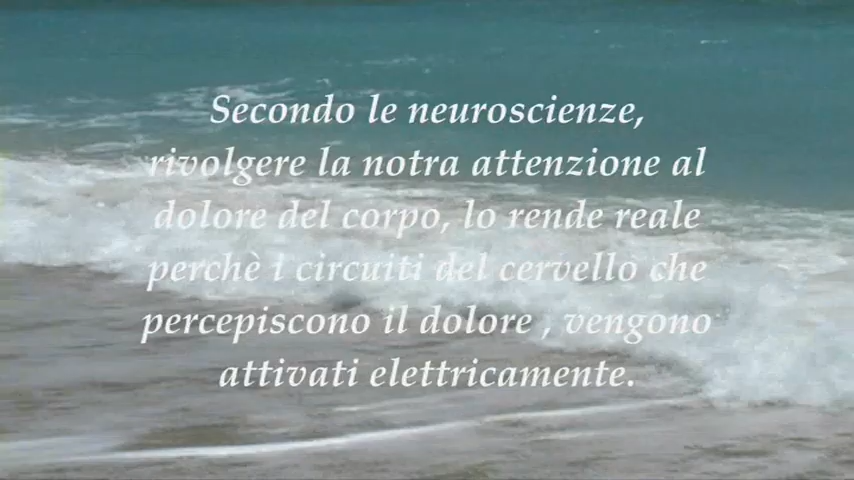 Secondo le neuroscienze,
rivolgere la notra attenzione al
dolore del corpo, lo rende reale
perchè i circuiti del cervello che
percepiscono il dolore , vengono
attivati elettricamente.